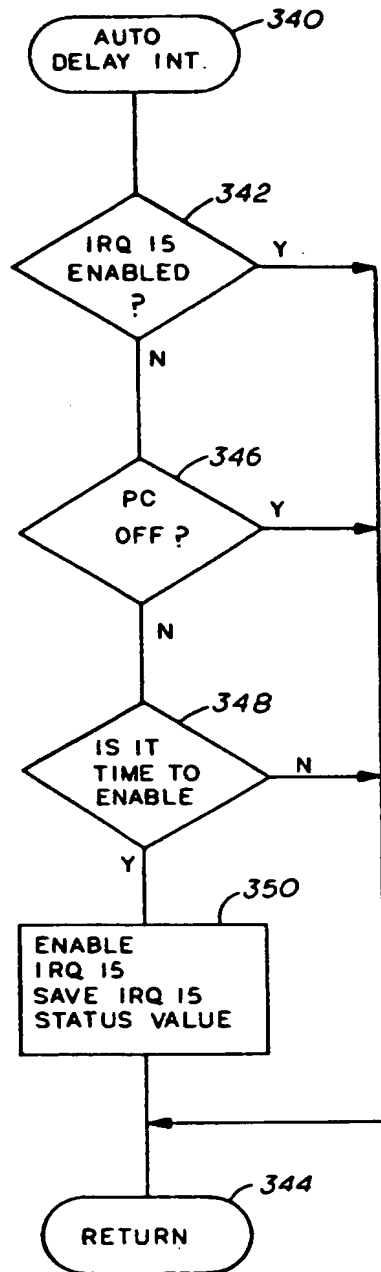 AUTO
DELAY INT.
340
342
IRQ 15
ENABLED
?
Y
N
346
PC
OFF ?
Y
N
348
IS IT
TIME TO
ENABLE
N
Y
350
ENABLE
IRQ 15
SAVE IRQ 15
STATUS VALUE
344
RETURN